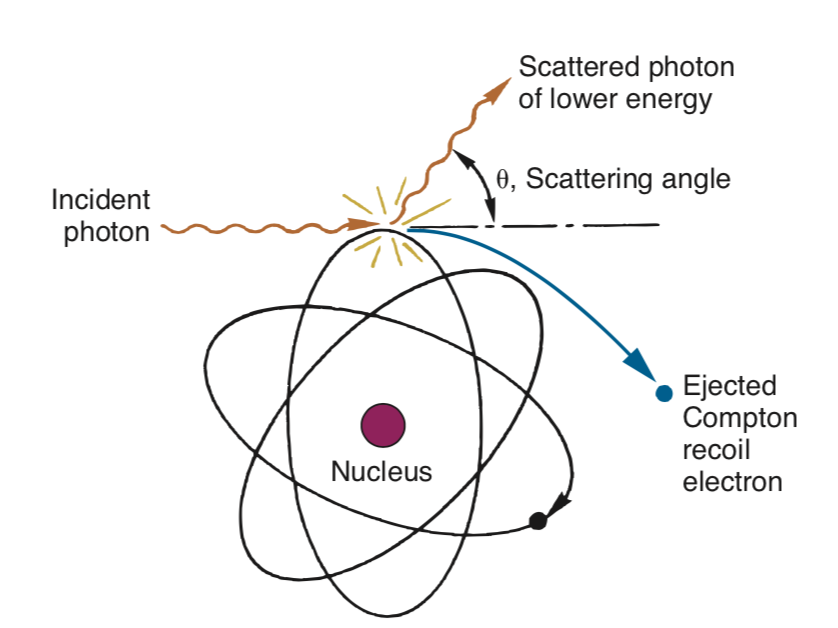 Scattered photon
of lower energy
θ, Scattering angle
Incident
photon
Ejected
Compton
recoil
electron
Nucleus